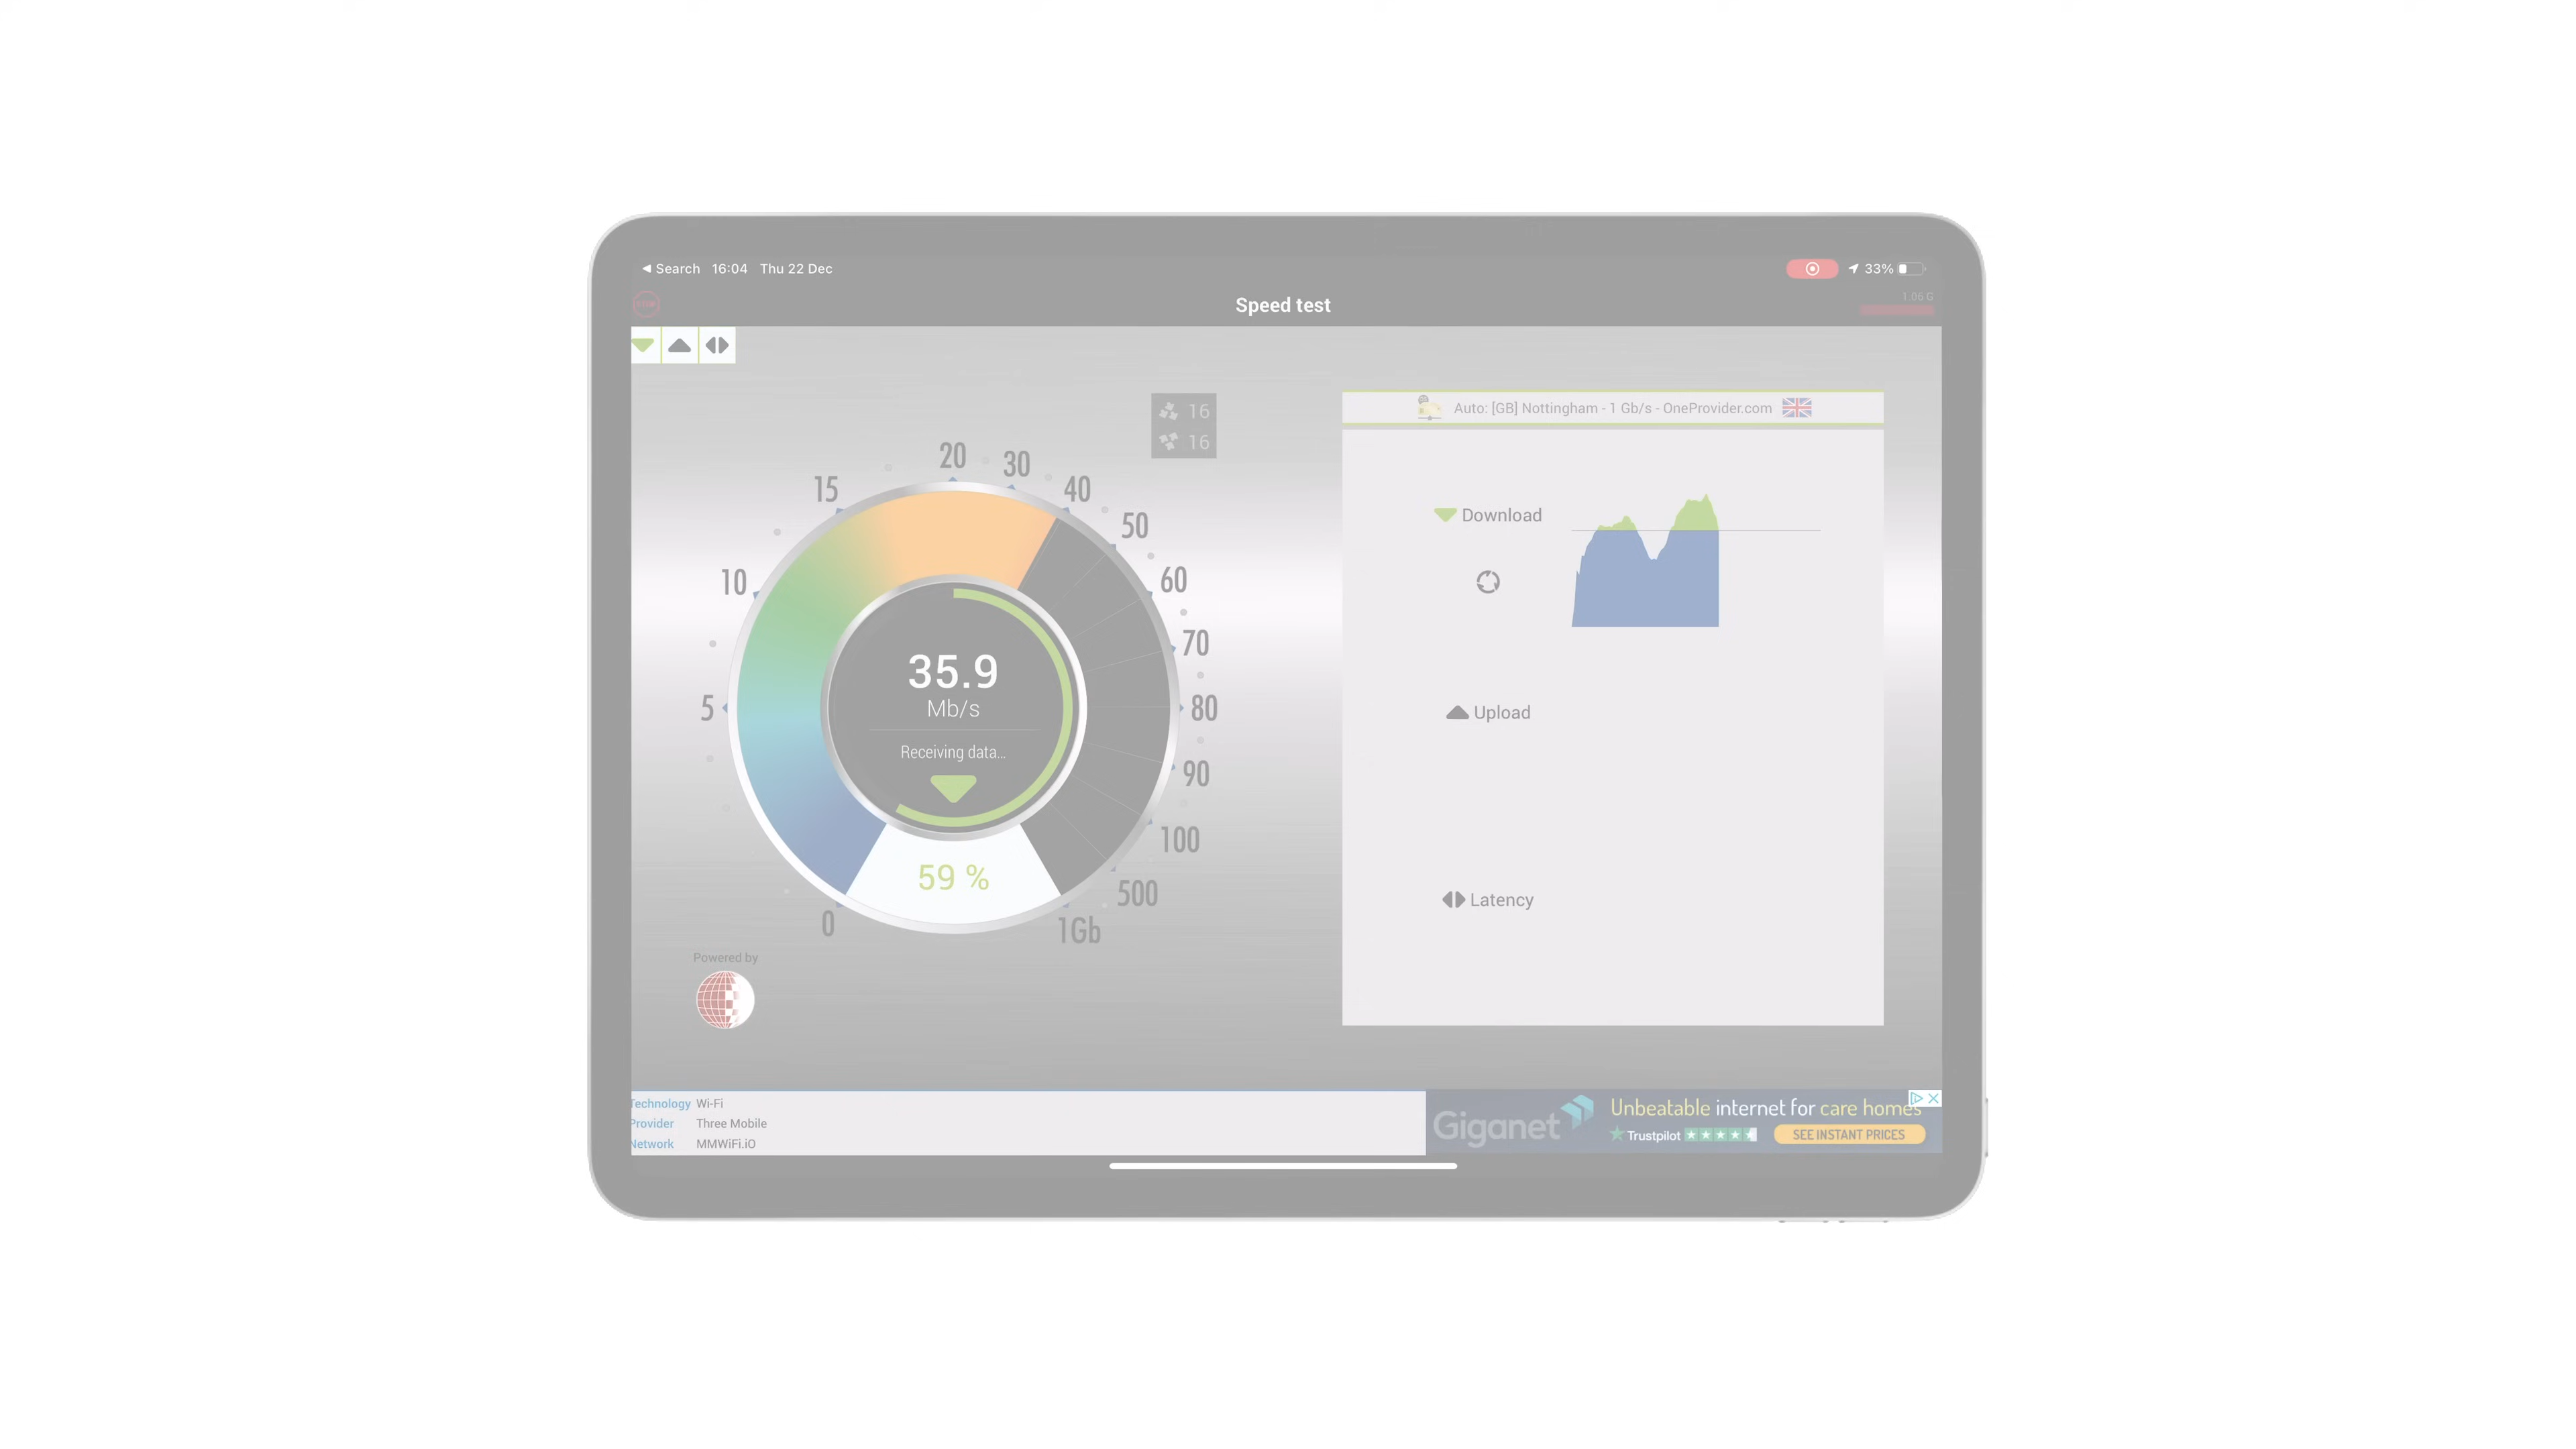 ◀ Search 16:04 Thu 22 Dec
33%
Speed test
1.06 G
16
16
Auto: [GB] Nottingham - 1 Gb/s - OneProvider.com
0
5
10
15
20
30
40
50
60
70
80
90
100
500
1Gb
35.9
Mb/s
Receiving data...
59 %
Download
Upload
Latency
Powered by
Technology Wi-Fi
Provider Three Mobile
Network MMWiFi.iO
Giganet
Unbeatable internet for care homes
Trustpilot
SEE INSTANT PRICES